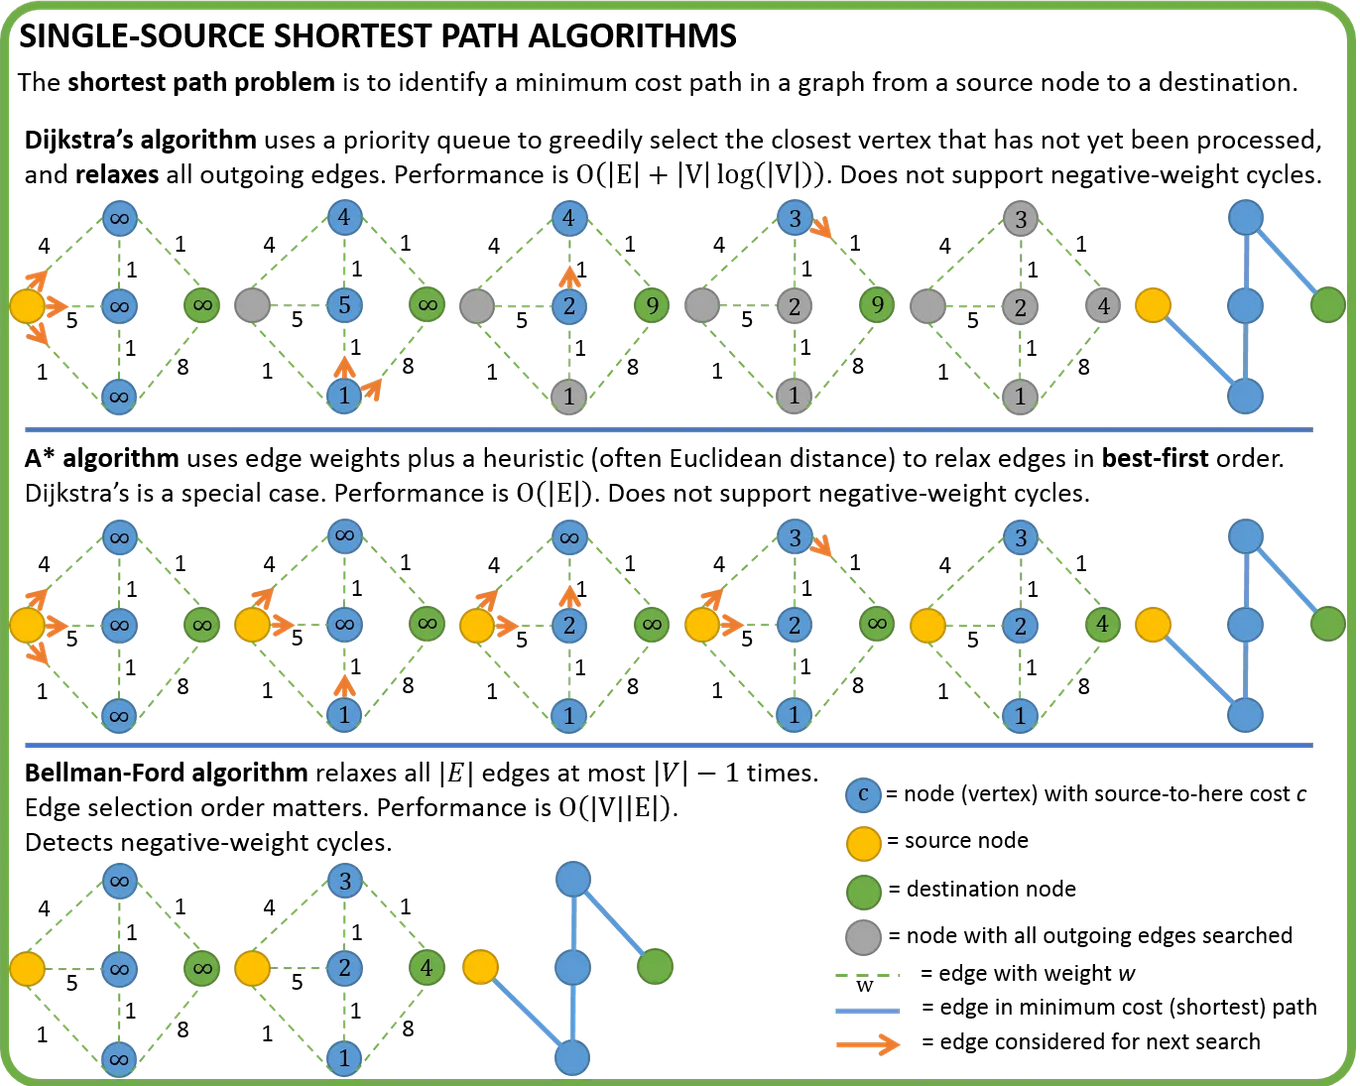 SINGLE-SOURCE SHORTEST PATH ALGORITHMS
The shortest path problem is to identify a minimum cost path in a graph from a source node to a destination.
Dijkstra's algorithm uses a priority queue to greedily select the closest vertex that has not yet been processed,
and relaxes all outgoing edges. Performance is O(|E| + |V| log(|V|)). Does not support negative-weight cycles.
∞ 4 4 3 3
4 1 4 1 4 1 4 1 4 1
1 1 1 1 1
∞ ∞ 5 ∞ 2 9 2 9 2 4
5 5 5 5 5
1 1 1 1 1
1 8 1 8 1 8 1 8 1 8
∞ 1 1 1 1
A* algorithm uses edge weights plus a heuristic (often Euclidean distance) to relax edges in best-first order.
Dijkstra's is a special case. Performance is O(|E|). Does not support negative-weight cycles.
∞ ∞ ∞ 3 3
4 1 4 1 4 1 4 1 4 1
1 1 1 1 1
∞ ∞ ∞ ∞ 2 ∞ 2 ∞ 2 4
5 5 5 5 5
1 1 1 1 1
1 8 1 8 1 8 1 8 1 8
∞ 1 1 1 1
Bellman-Ford algorithm relaxes all |E| edges at most |V| − 1 times.
Edge selection order matters. Performance is O(|V||E|).
Detects negative-weight cycles.
∞ 3
4 1 4 1
1 1
∞ ∞ 2 4
5 5
1 1
1 8 1 8
∞ 1
c = node (vertex) with source-to-here cost c
= source node
= destination node
= node with all outgoing edges searched
= edge with weight w
w
= edge in minimum cost (shortest) path
= edge considered for next search